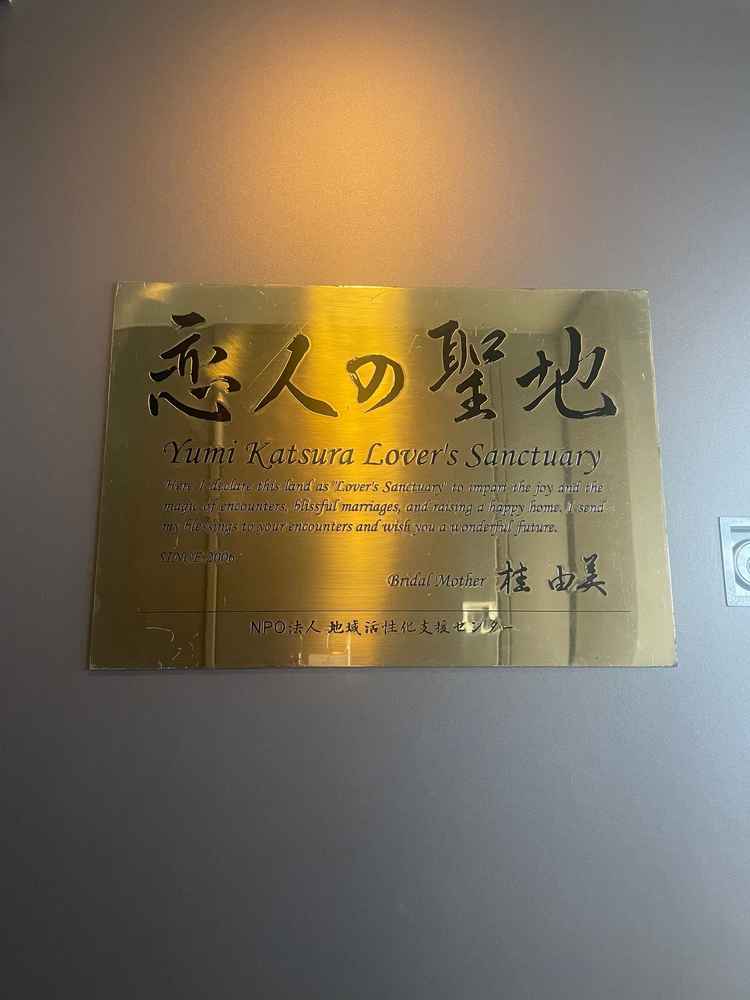 恋人の聖地
Yumi Katsura Lover's Sanctuary
Here, I declare this land as "Lover's Sanctuary" to impart the joy and the
magic of encounters, blissful marriages, and raising a happy home. I send
my blessings to your encounters and wish you a wonderful future.
SINCE 2006
Bridal Mother 桂 由美
NPO法人 地域活性化支援センター